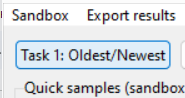 Sandbox Export results
Task 1: Oldest/Newest
Quick samples (sandbox